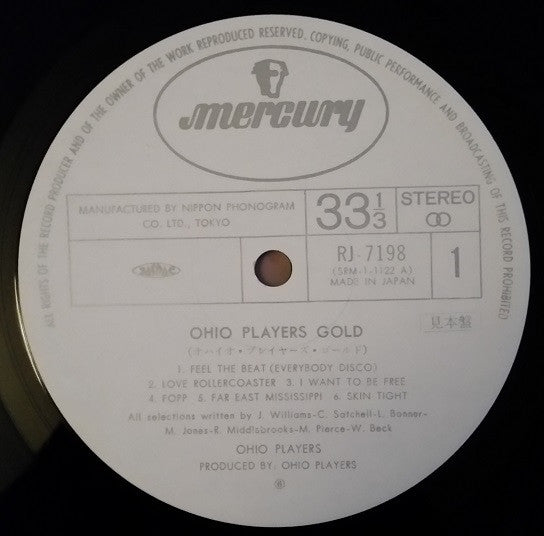 ALL RIGHTS OF THE RECORD PRODUCER AND OF THE OWNER OF THE WORK REPRODUCED RESERVED. COPYING, PUBLIC PERFORMANCE AND BROADCASTING OF THIS RECORD PROHIBITED
mercury
MANUFACTURED BY NIPPON PHONOGRAM
CO. LTD., TOKYO
33 1/3
STEREO
RJ-7198
(SRM-1-1122 A)
MADE IN JAPAN
1
OHIO PLAYERS GOLD
見本盤
(オハイオ・プレイヤーズ・ゴールド)
1. FEEL THE BEAT (EVERYBODY DISCO)
2. LOVE ROLLERCOASTER 3. I WANT TO BE FREE
4. FOPP 5. FAR EAST MISSISSIPPI 6. SKIN TIGHT
All selections written by J. Williams-C. Satchell-L. Bonner-
M. Jones-R. Middlsbrooks-M. Pierce-W. Beck
OHIO PLAYERS
PRODUCED BY: OHIO PLAYERS